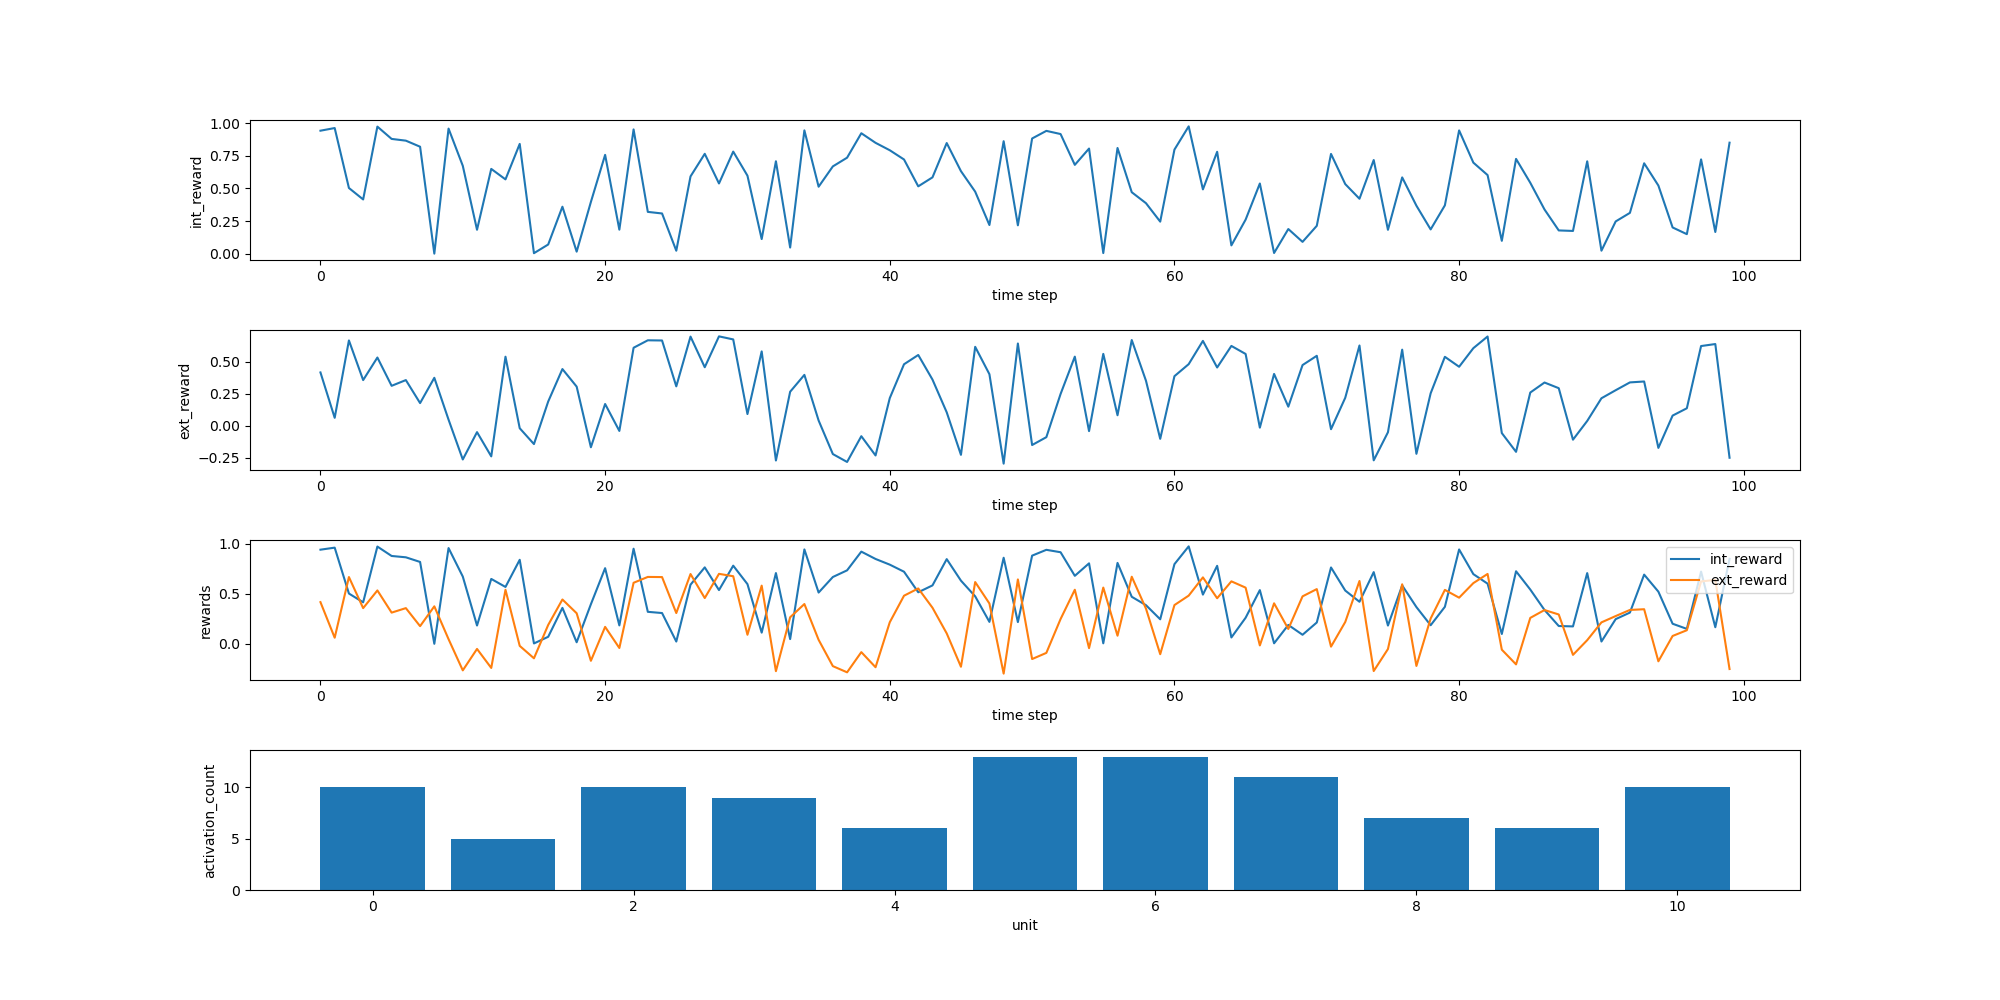 1.00
0.75
0.50
0.25
0.00
int_reward
0 20 40 60 80 100
time step
0.50
0.25
0.00
−0.25
ext_reward
0 20 40 60 80 100
time step
1.0
0.5
0.0
rewards
int_reward
ext_reward
0 20 40 60 80 100
time step
10
5
0
activation_count
0 2 4 6 8 10
unit